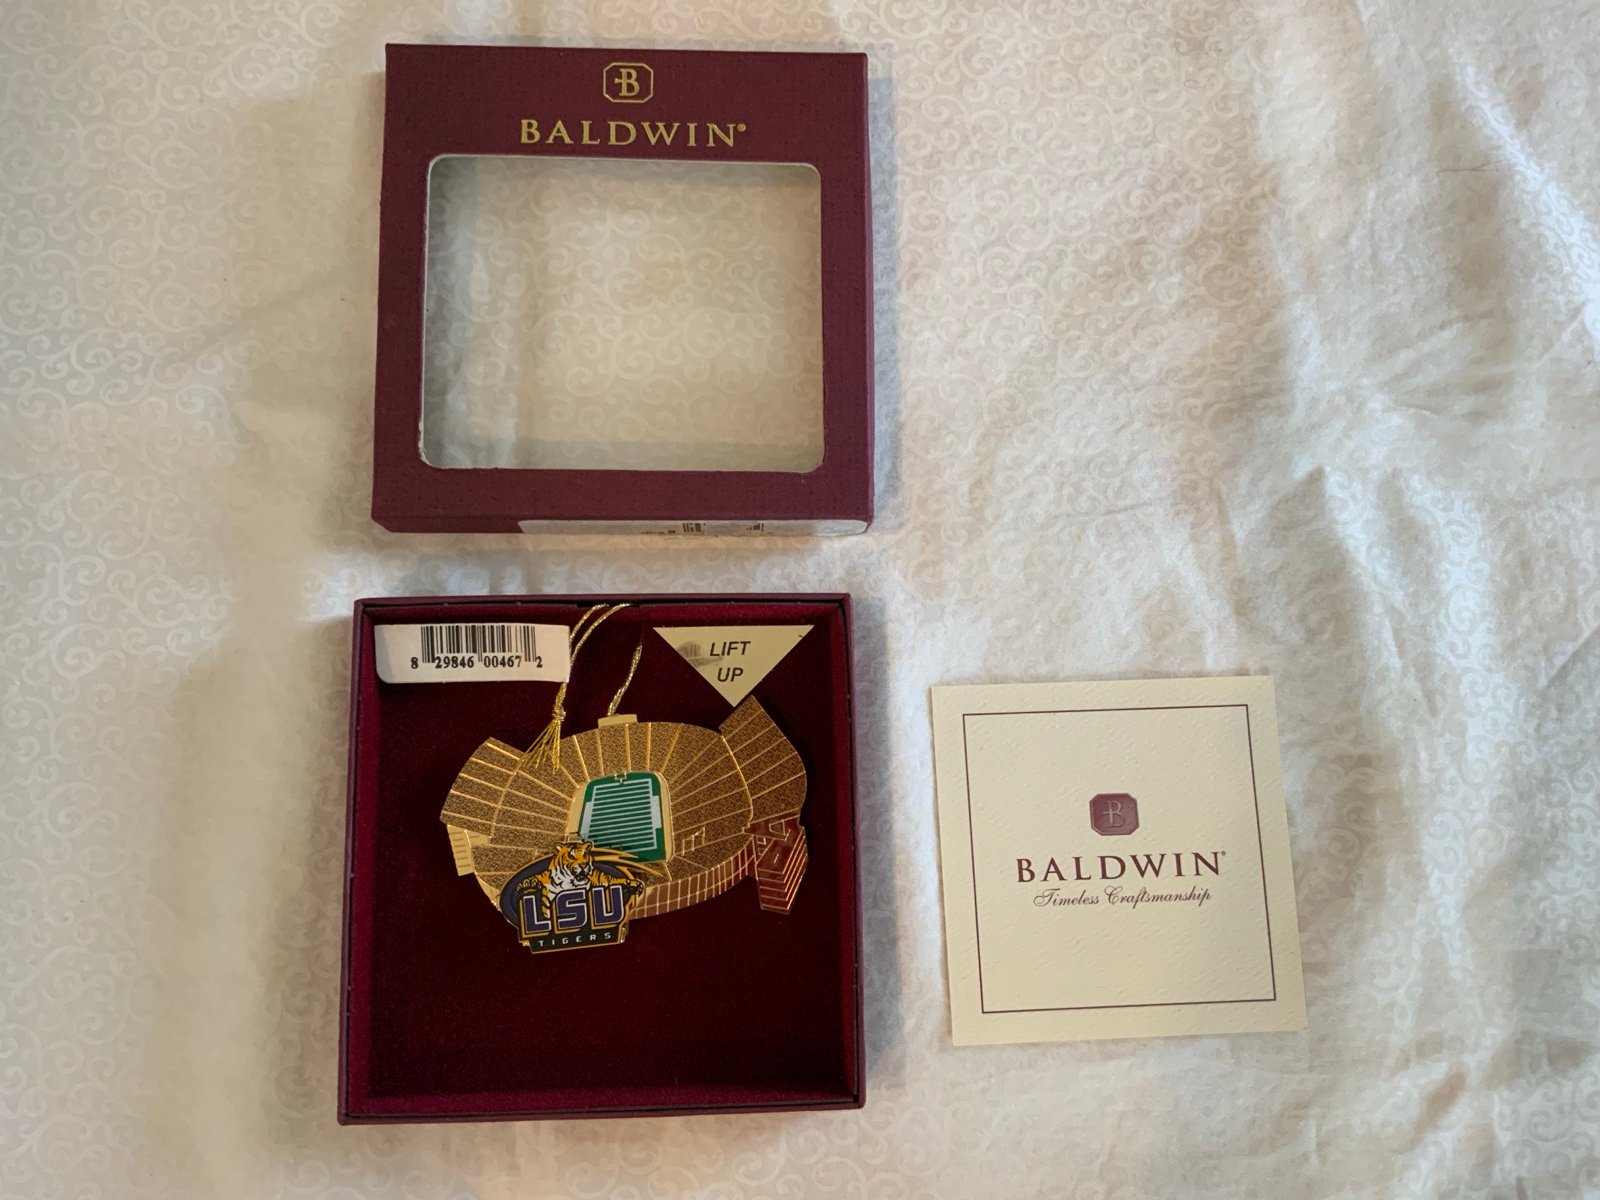 B
BALDWIN®
8 29846 00467 2
LIFT
UP
LSU
TIGERS
B
BALDWIN®
Timeless Craftsmanship